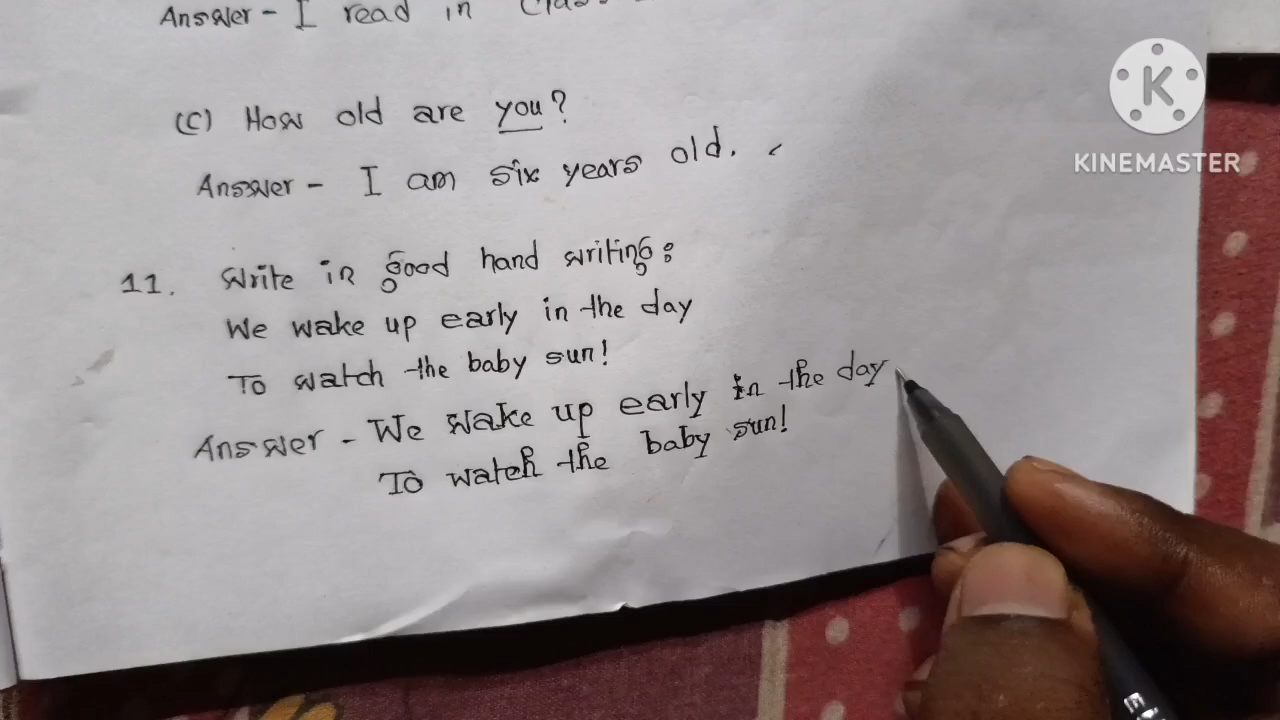 Answer - I read in Class
(C) How old are you?
Answer - I am six years old.
11. Write in good hand writing:
We wake up early in the day
To watch the baby sun!
Answer - We wake up early in the day
To watch the baby sun!
KINEMASTER